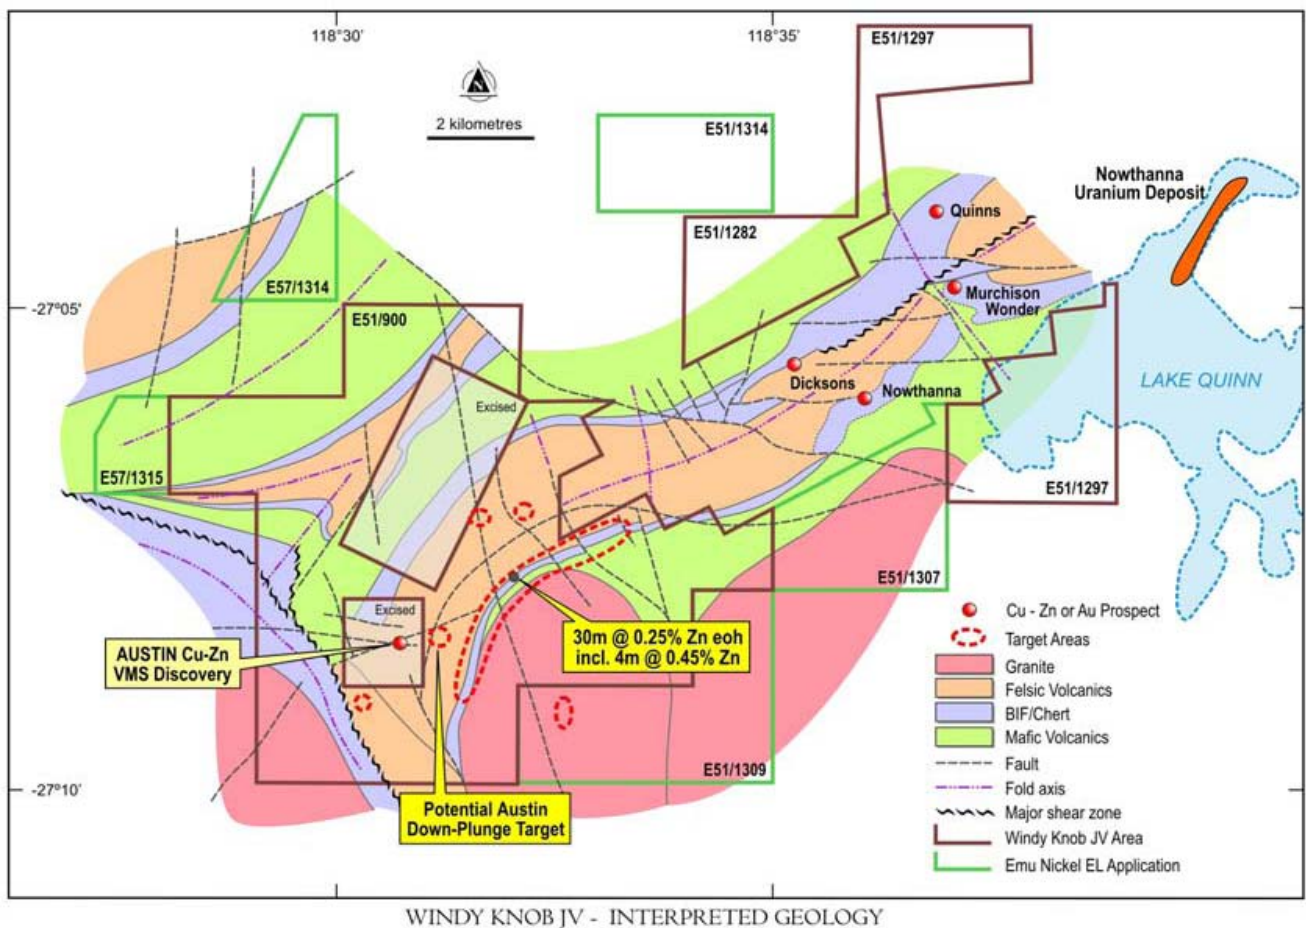 118°30'
118°35'
E51/1297
N
2 kilometres
E51/1314
Nowthanna
Uranium Deposit
Quinns
E51/1282
E57/1314
Murchison
Wonder
-27°05'
E51/900
Dicksons
Nowthanna
LAKE QUINN
Excised
E57/1315
E51/1297
E51/1307
Excised
AUSTIN Cu-Zn
VMS Discovery
30m @ 0.25% Zn eoh
incl. 4m @ 0.45% Zn
E51/1309
-27°10'
Potential Austin
Down-Plunge Target
Cu - Zn or Au Prospect
Target Areas
Granite
Felsic Volcanics
BIF/Chert
Mafic Volcanics
Fault
Fold axis
Major shear zone
Windy Knob JV Area
Emu Nickel EL Application
WINDY KNOB JV - INTERPRETED GEOLOGY